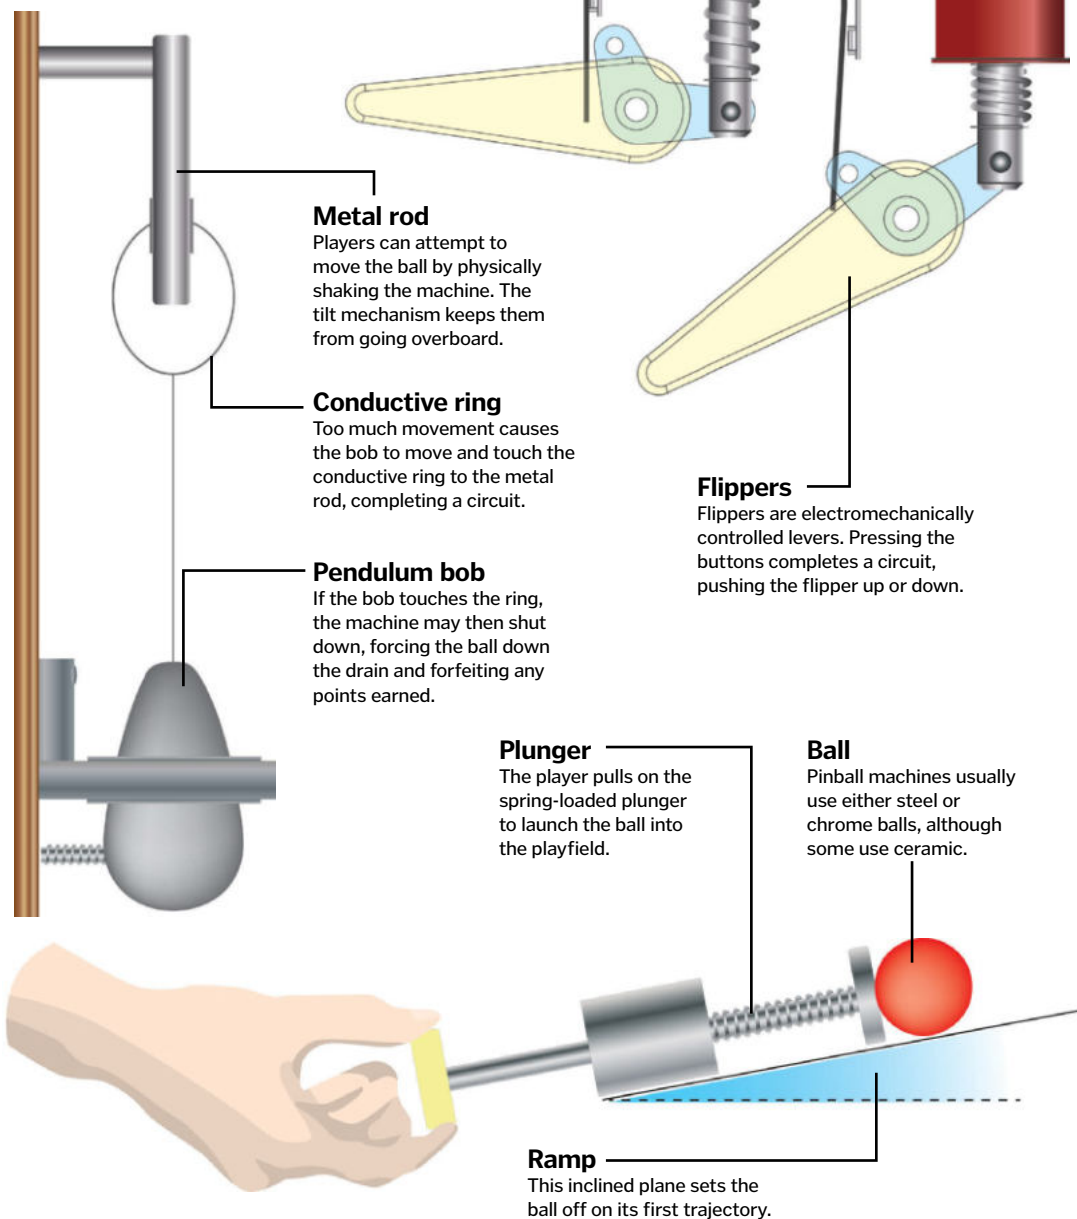 Metal rod
Players can attempt to
move the ball by physically
shaking the machine. The
tilt mechanism keeps them
from going overboard.
Conductive ring
Too much movement causes
the bob to move and touch the
conductive ring to the metal
rod, completing a circuit.
Flippers
Flippers are electromechanically
controlled levers. Pressing the
buttons completes a circuit,
pushing the flipper up or down.
Pendulum bob
If the bob touches the ring,
the machine may then shut
down, forcing the ball down
the drain and forfeiting any
points earned.
Plunger
The player pulls on the
spring-loaded plunger
to launch the ball into
the playfield.
Ball
Pinball machines usually
use either steel or
chrome balls, although
some use ceramic.
Ramp
This inclined plane sets the
ball off on its first trajectory.